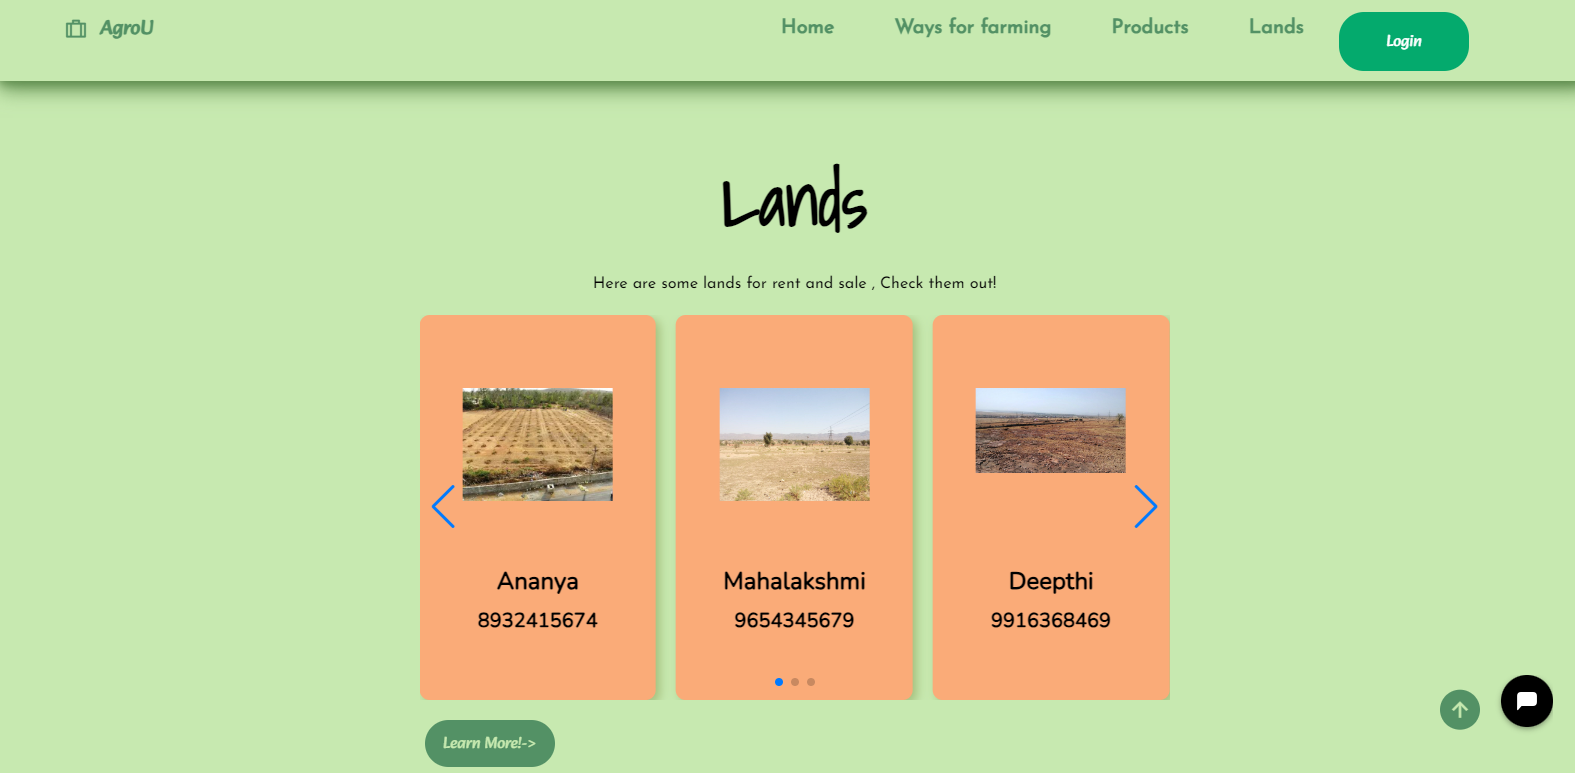 AgroU
Home
Ways for farming
Products
Lands
Login
Lands
Here are some lands for rent and sale , Check them out!
Ananya
8932415674
Mahalakshmi
9654345679
Deepthi
9916368469
Learn More!->